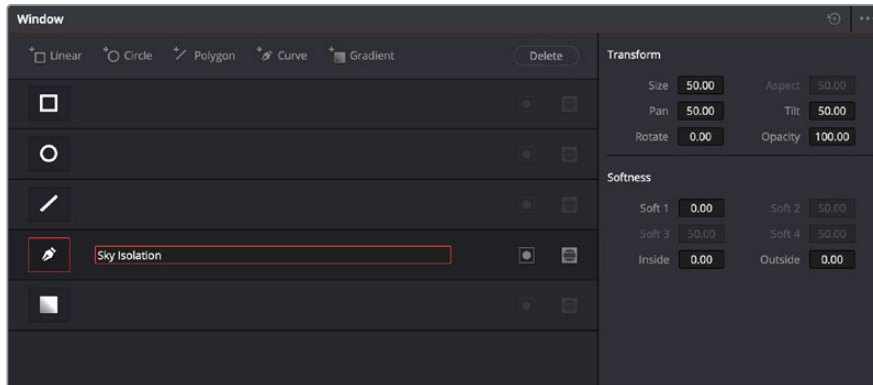 Window
Linear Circle Polygon Curve Gradient Delete
Sky Isolation
Transform
Size 50.00 Aspect 50.00
Pan 50.00 Tilt 50.00
Rotate 0.00 Opacity 100.00
Softness
Soft 1 0.00 Soft 2 50.00
Soft 3 50.00 Soft 4 50.00
Inside 0.00 Outside 0.00